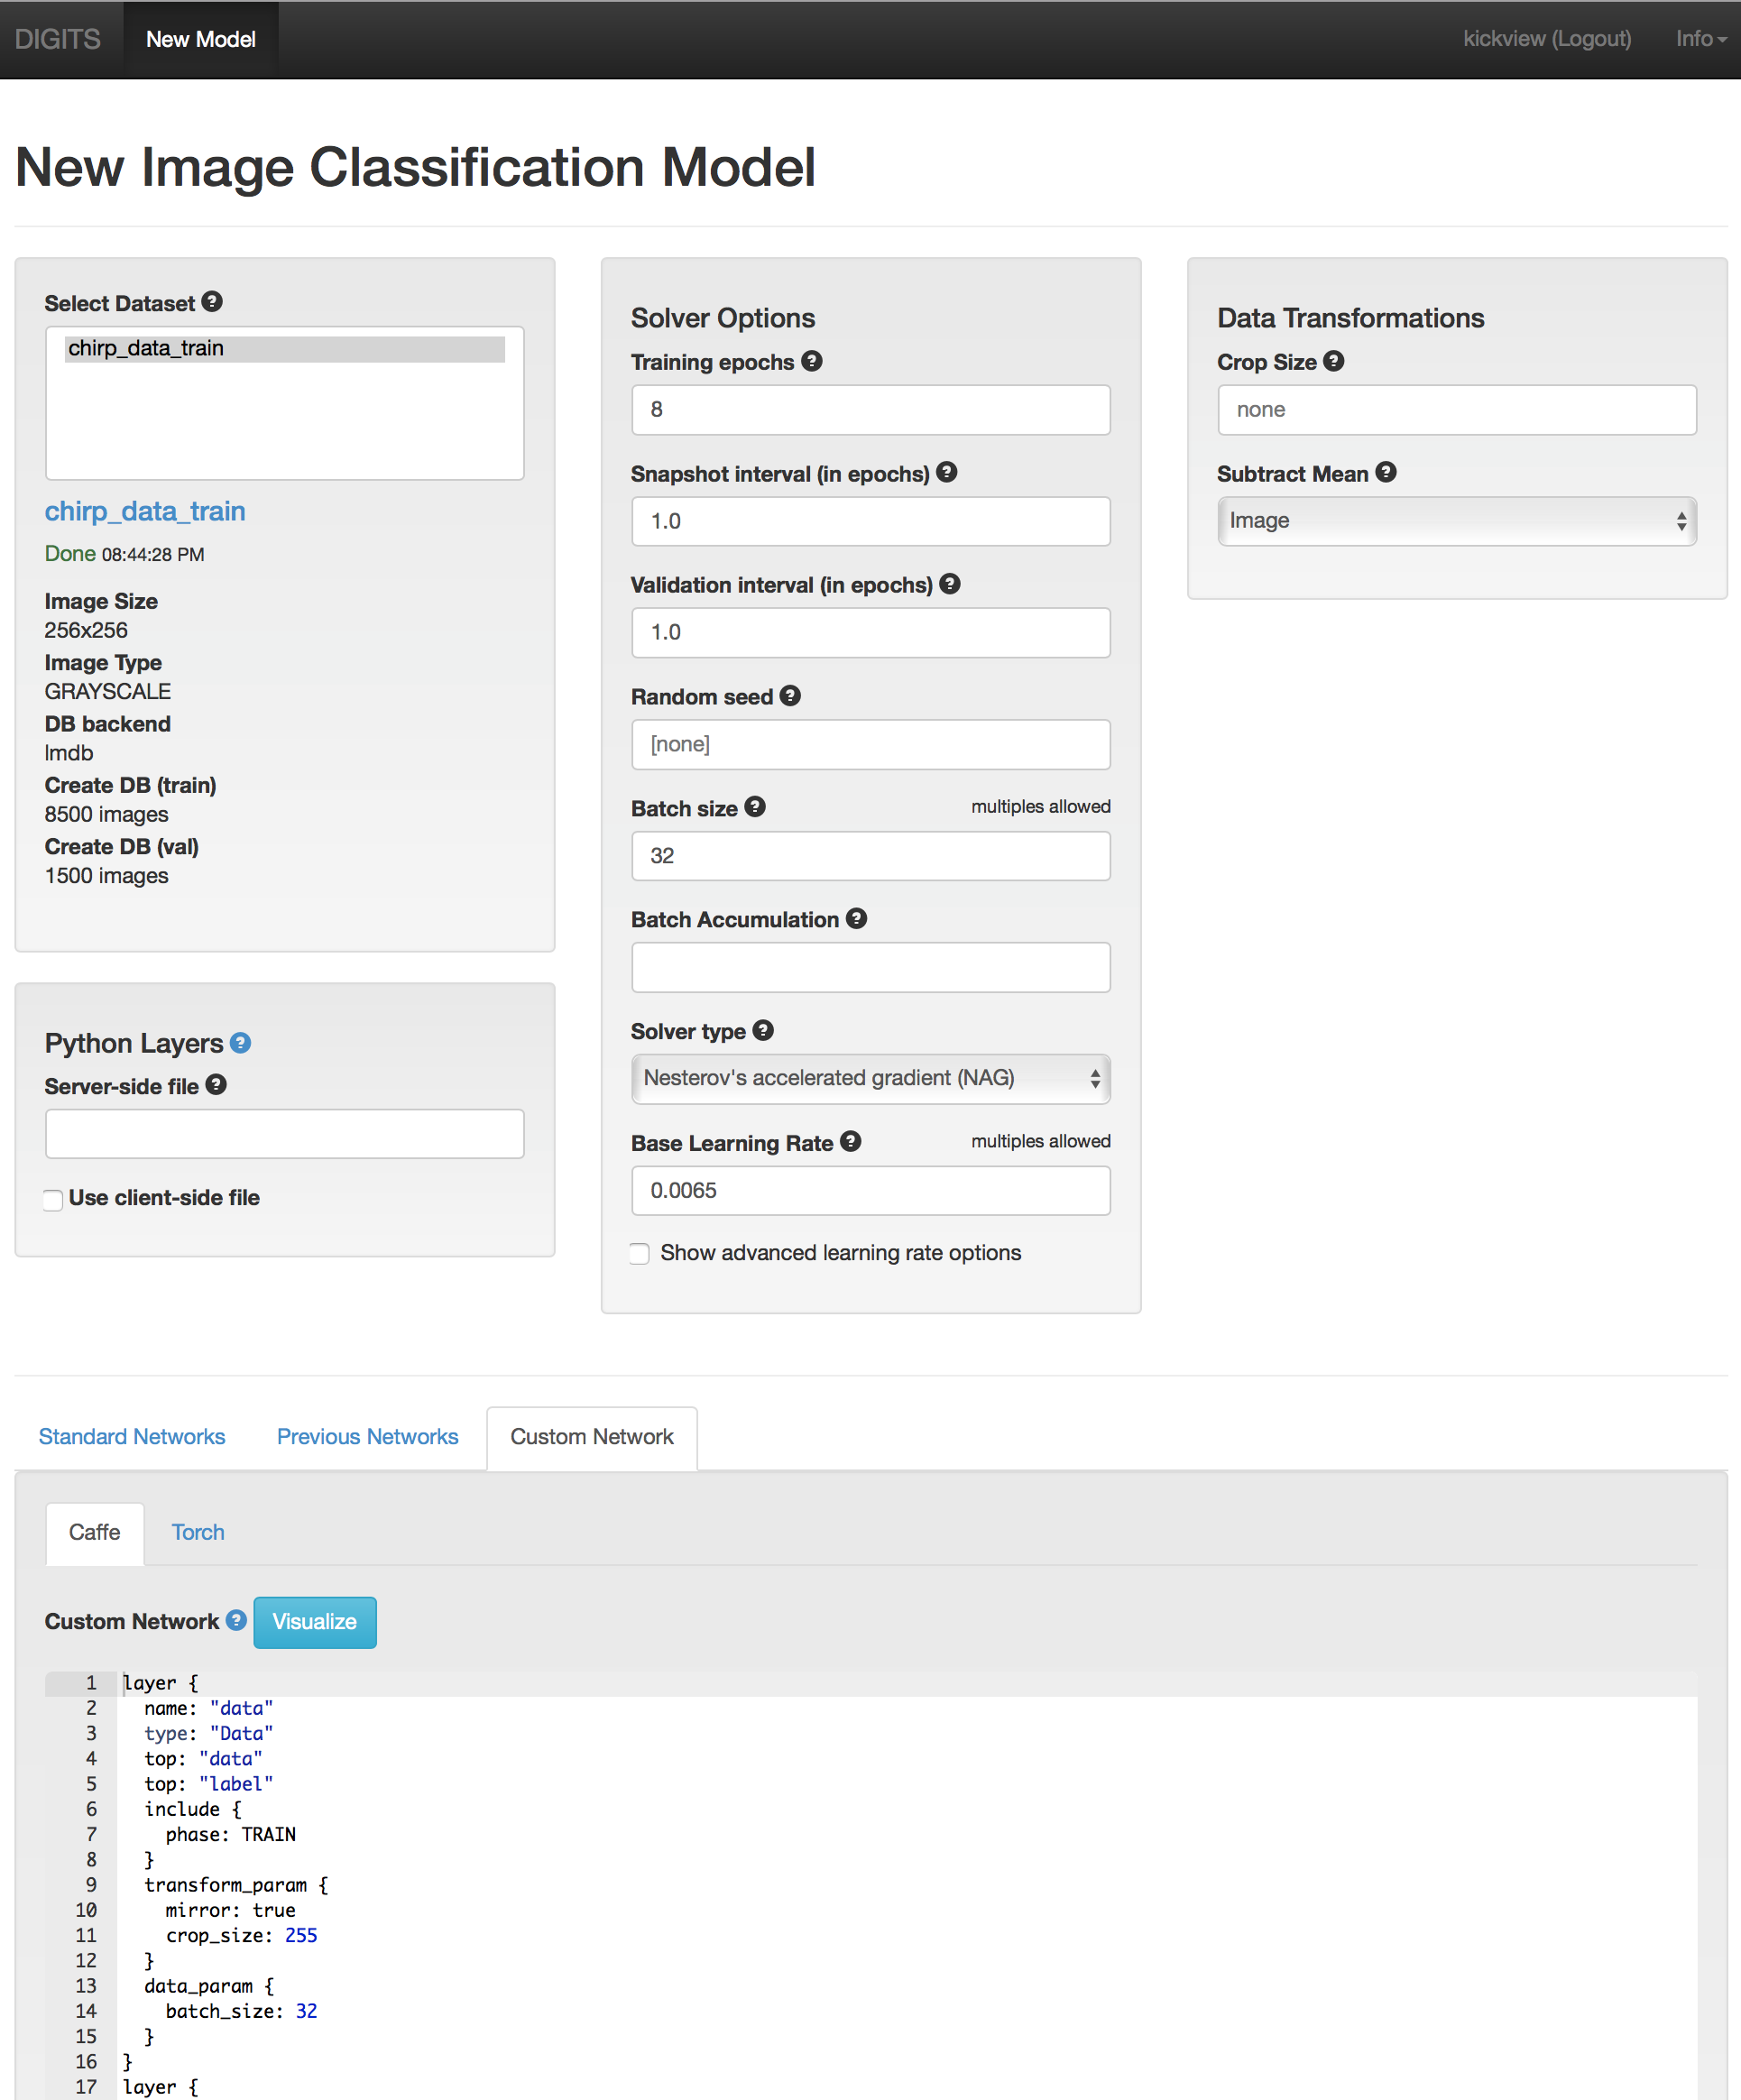 DIGITS New Model kickview (Logout) Info
New Image Classification Model
Select Dataset
chirp_data_train
chirp_data_train
Done 08:44:28 PM
Image Size
256x256
Image Type
GRAYSCALE
DB backend
lmdb
Create DB (train)
8500 images
Create DB (val)
1500 images
Python Layers
Server-side file
Use client-side file
Solver Options
Training epochs
8
Snapshot interval (in epochs)
1.0
Validation interval (in epochs)
1.0
Random seed
[none]
Batch size multiples allowed
32
Batch Accumulation
Solver type
Nesterov's accelerated gradient (NAG)
Base Learning Rate multiples allowed
0.0065
Show advanced learning rate options
Data Transformations
Crop Size
none
Subtract Mean
Image
Standard Networks Previous Networks Custom Network
Caffe Torch
Custom Network Visualize
1 layer {
2 name: "data"
3 type: "Data"
4 top: "data"
5 top: "label"
6 include {
7 phase: TRAIN
8 }
9 transform_param {
10 mirror: true
11 crop_size: 255
12 }
13 data_param {
14 batch_size: 32
15 }
16 }
17 layer {